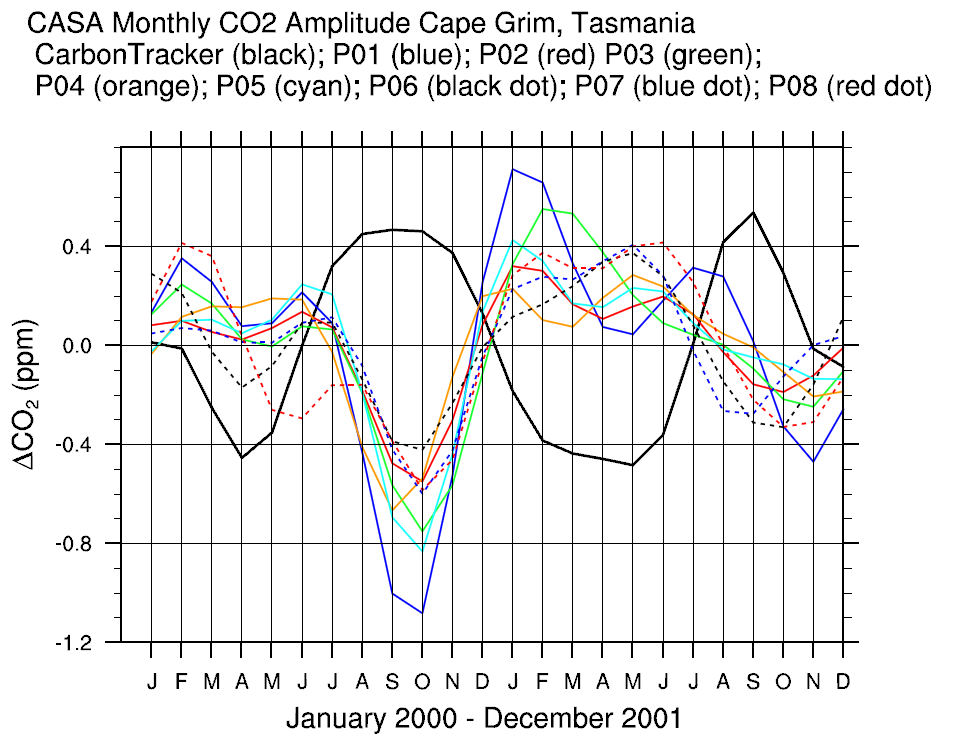 CASA Monthly CO2 Amplitude Cape Grim, Tasmania
CarbonTracker (black); P01 (blue); P02 (red) P03 (green);
P04 (orange); P05 (cyan); P06 (black dot); P07 (blue dot); P08 (red dot)
ΔCO₂ (ppm)
0.4
0.0
-0.4
-0.8
-1.2
J F M A M J J A S O N D J F M A M J J A S O N D
January 2000 - December 2001